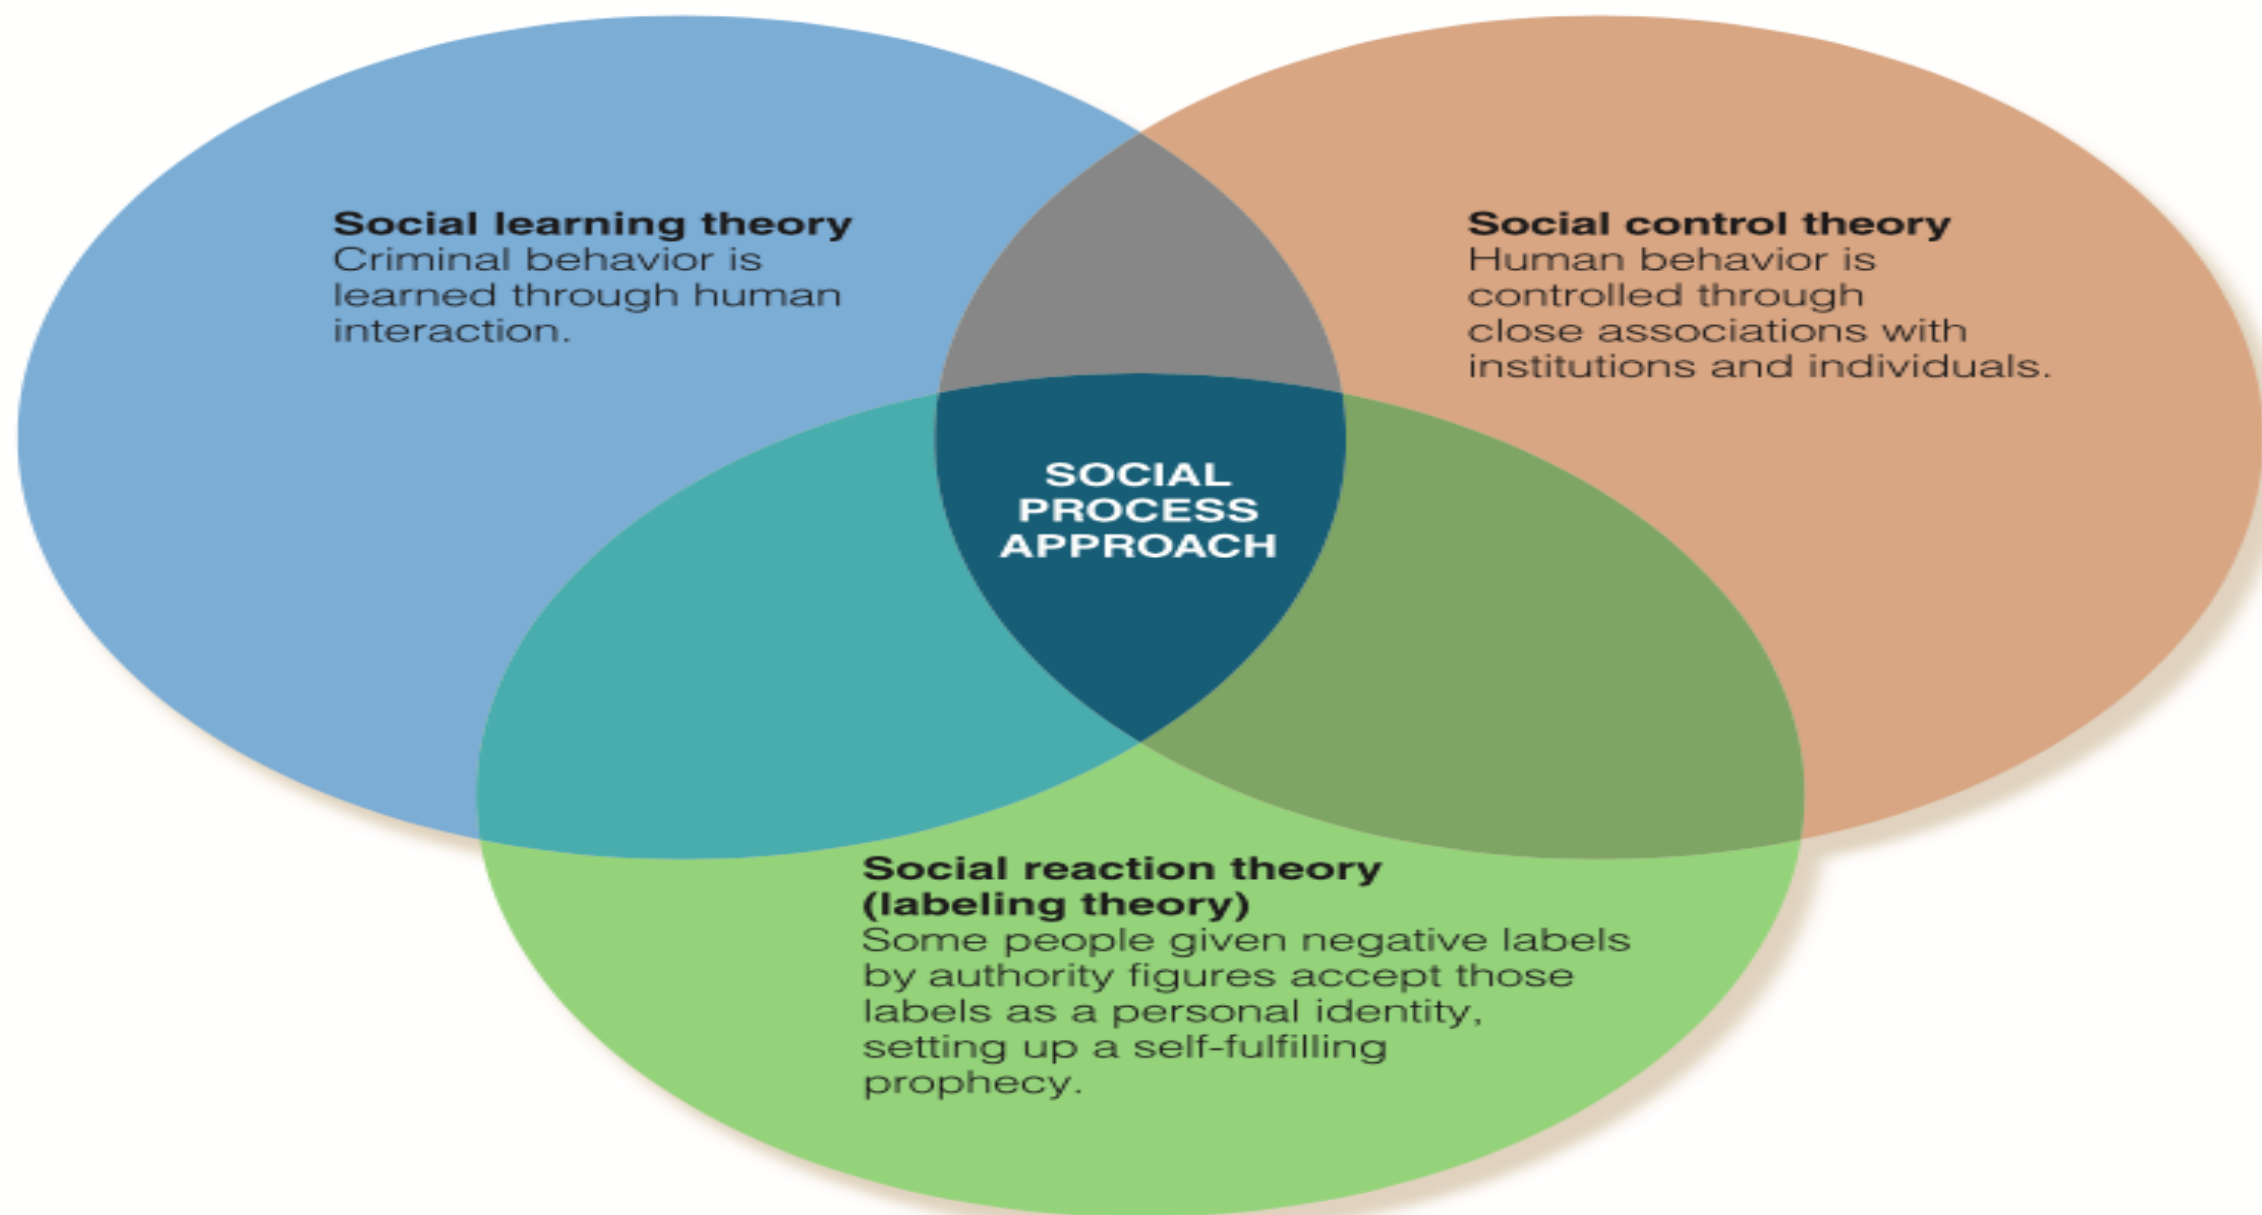 Social learning theory
Criminal behavior is
learned through human
interaction.
Social control theory
Human behavior is
controlled through
close associations with
institutions and individuals.
SOCIAL
PROCESS
APPROACH
Social reaction theory
(labeling theory)
Some people given negative labels
by authority figures accept those
labels as a personal identity,
setting up a self-fulfilling
prophecy.